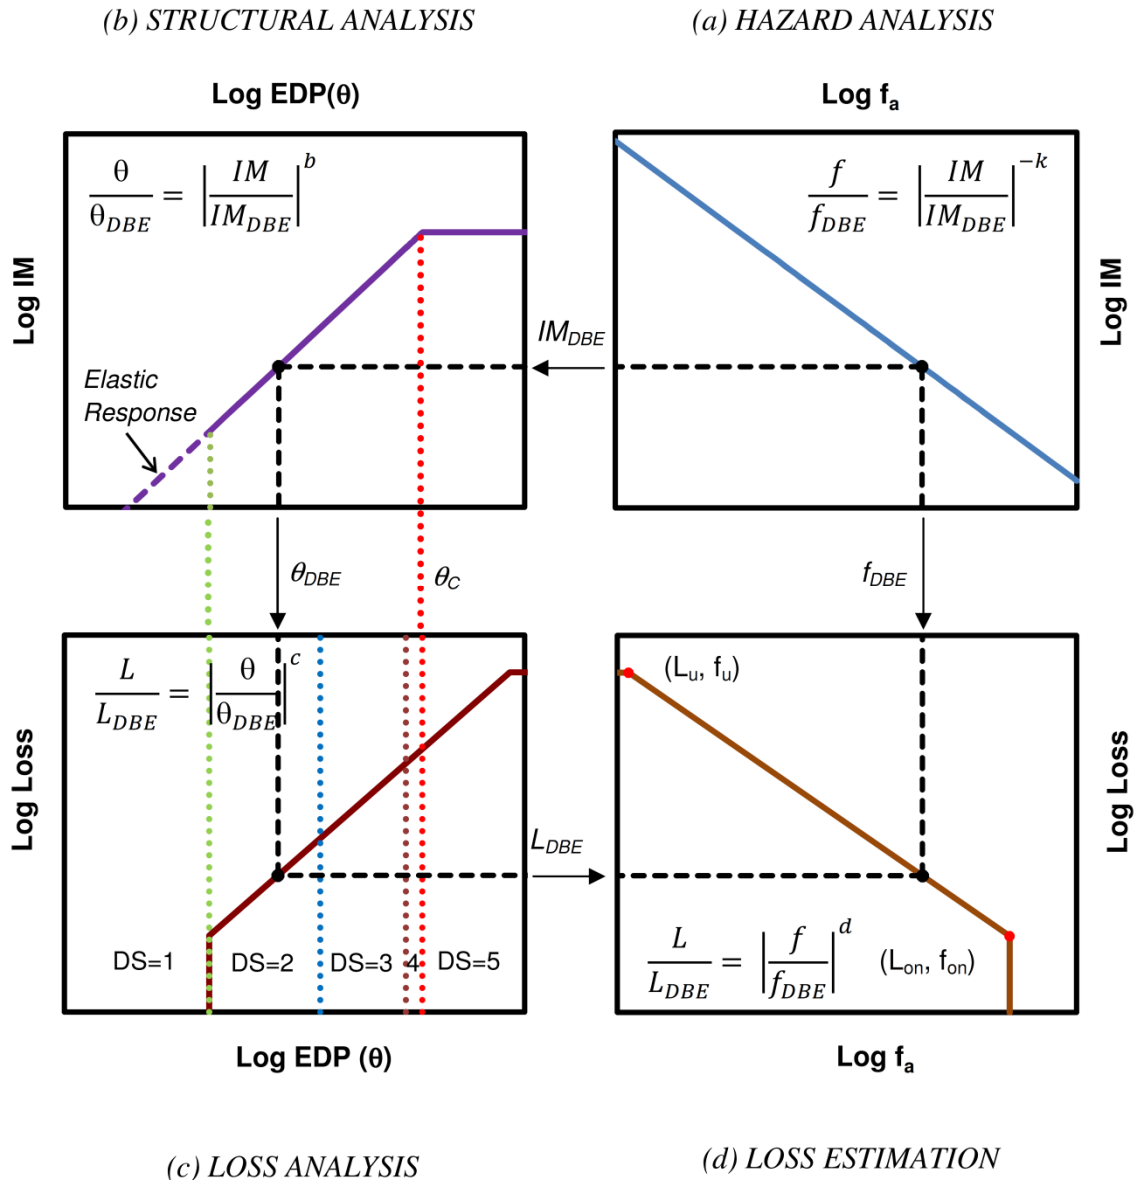 (b) STRUCTURAL ANALYSIS
(a) HAZARD ANALYSIS
Log EDP(θ)
Log fₐ
θ/θ_DBE = |IM/IM_DBE|^b
f/f_DBE = |IM/IM_DBE|^−k
Log IM
Log IM
IM_DBE
Elastic
Response
θ_DBE
θ_C
f_DBE
L/L_DBE = |θ/θ_DBE|^c
(L_u, f_u)
Log Loss
Log Loss
L_DBE
DS=1
DS=2
DS=3
4
DS=5
L/L_DBE = |f/f_DBE|^d
(L_on, f_on)
Log EDP (θ)
Log fₐ
(c) LOSS ANALYSIS
(d) LOSS ESTIMATION